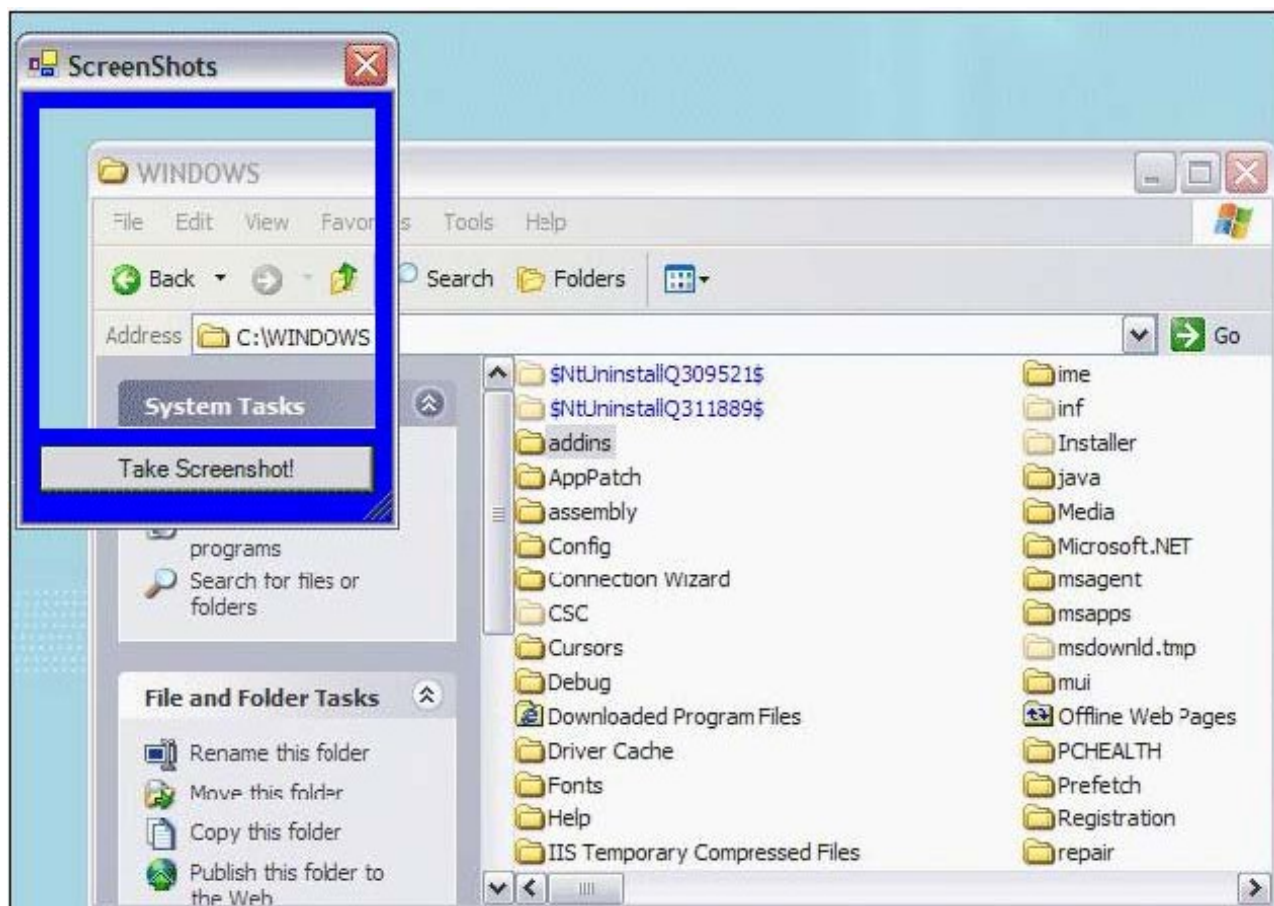 ScreenShots
WINDOWS
File Edit View Favor s Tools Help
Back Search Folders
Address C:\WINDOWS Go
System Tasks
Take Screenshot!
programs
Search for files or
folders
File and Folder Tasks
Rename this folder
Move this folder
Copy this folder
Publish this folder to
the Web
$NtUninstallQ309521$
$NtUninstallQ311889$
addins
AppPatch
assembly
Config
Connection Wizard
CSC
Cursors
Debug
Downloaded Program Files
Driver Cache
Fonts
Help
IIS Temporary Compressed Files
ime
inf
Installer
java
Media
Microsoft.NET
msagent
msapps
msdownld.tmp
mui
Offline Web Pages
PCHEALTH
Prefetch
Registration
repair